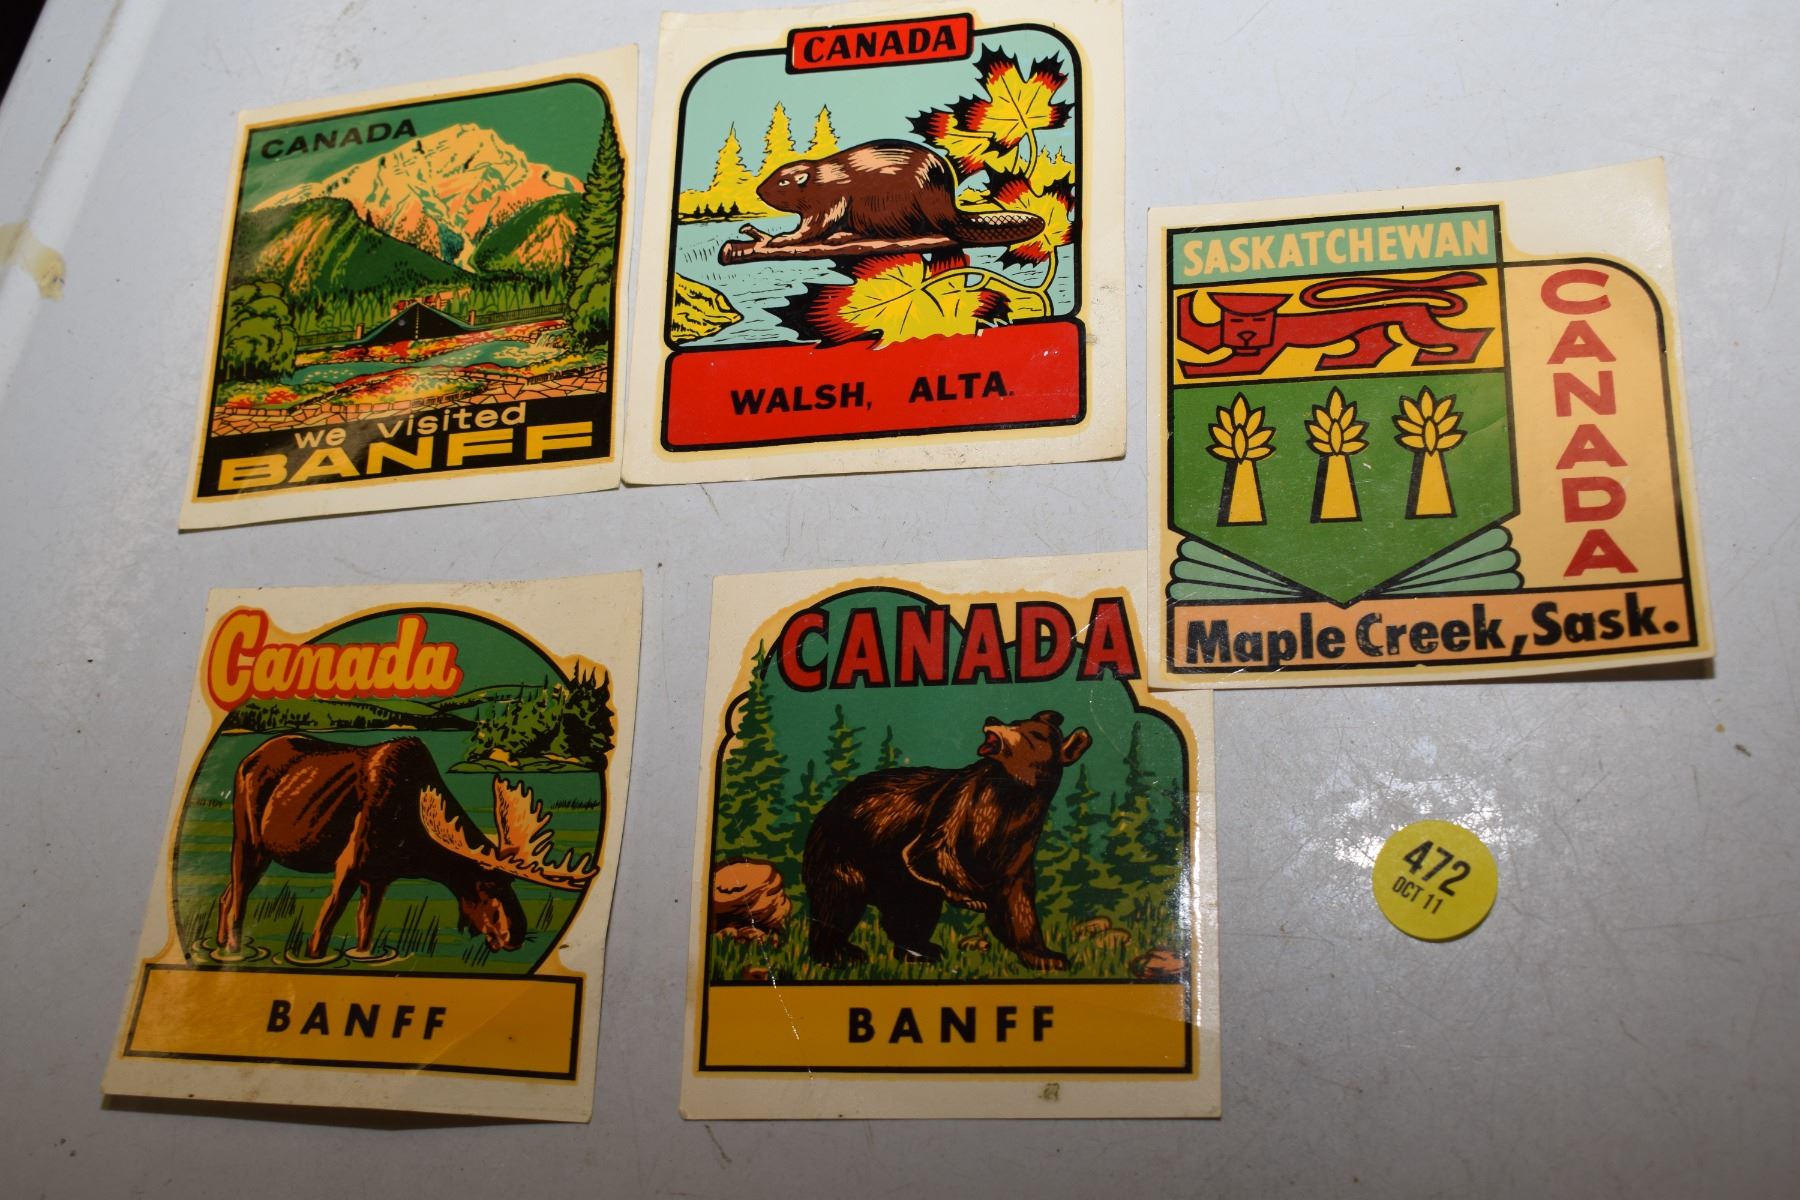 CANADA
we visited
BANFF
CANADA
WALSH, ALTA.
SASKATCHEWAN
CANADA
Maple Creek, Sask.
Canada
BANFF
CANADA
BANFF
472
OCT 11